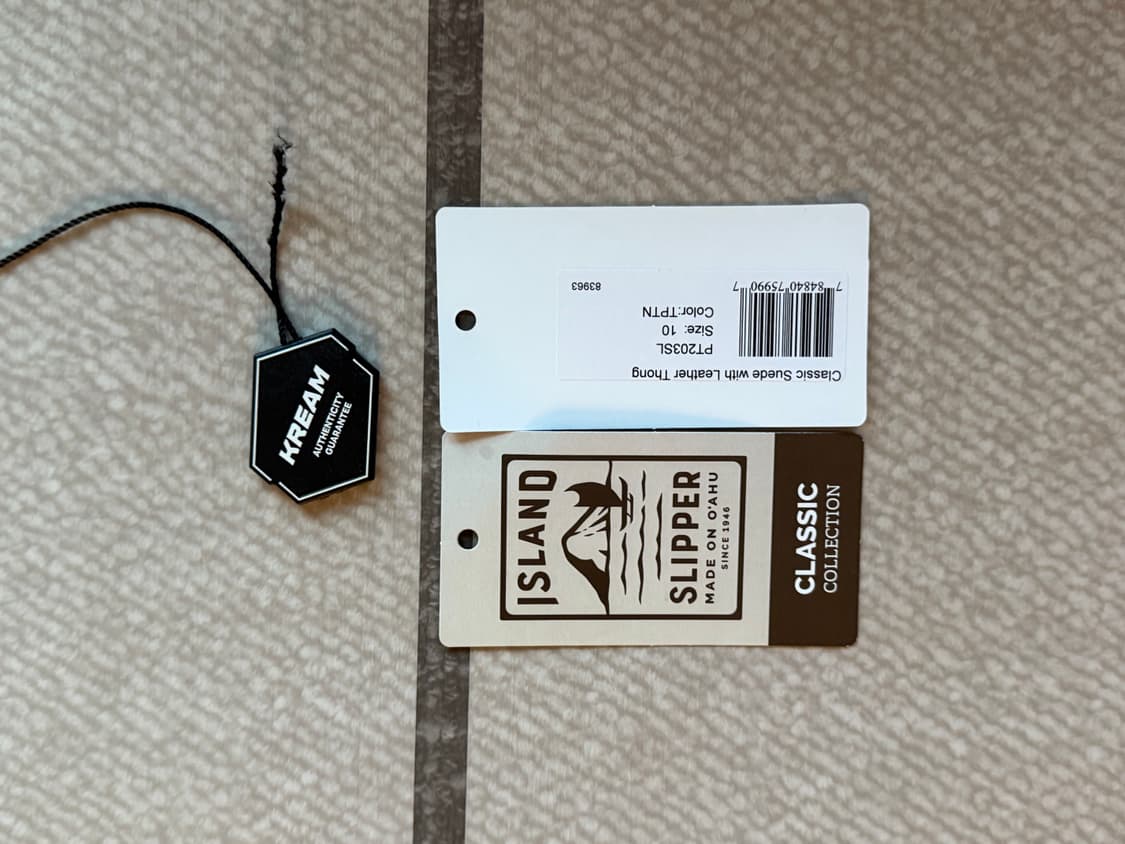 KREAM
AUTHENTICITY
GUARANTEE
Classic Suede with Leather Thong
PT203SL
Size: 10
Color:TPTN
7 84840 75990 7
83963
ISLAND
SLIPPER
MADE ON O'AHU
SINCE 1946
CLASSIC
COLLECTION